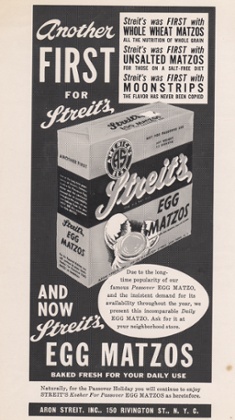 Another
FIRST
FOR
Streit's
Streit's was FIRST with
WHOLE WHEAT MATZOS
ALL THE NUTRITION OF WHOLE GRAIN
Streit's was FIRST with
UNSALTED MATZOS
FOR THOSE ON A SALT-FREE DIET
Streit's was FIRST with
MOONSTRIPS
THE FLAVOR HAS NEVER BEEN COPIED
Streit's
EGG
MATZOS
ANOTHER FIRST
Streit's
EGG
MATZOS
Due to the long-
time popularity of our
famous Passover EGG MATZO,
and the insistent demand for its
availability throughout the year, we
present this incomparable Daily
EGG MATZO. Ask for it at
your neighborhood store.
AND
NOW
Streit's
EGG MATZOS
BAKED FRESH FOR YOUR DAILY USE
Naturally, for the Passover Holiday you will continue to enjoy
STREIT'S Kosher For Passover EGG MATZOS as heretofore.
ARON STREIT, INC., 150 RIVINGTON ST., N. Y. C.